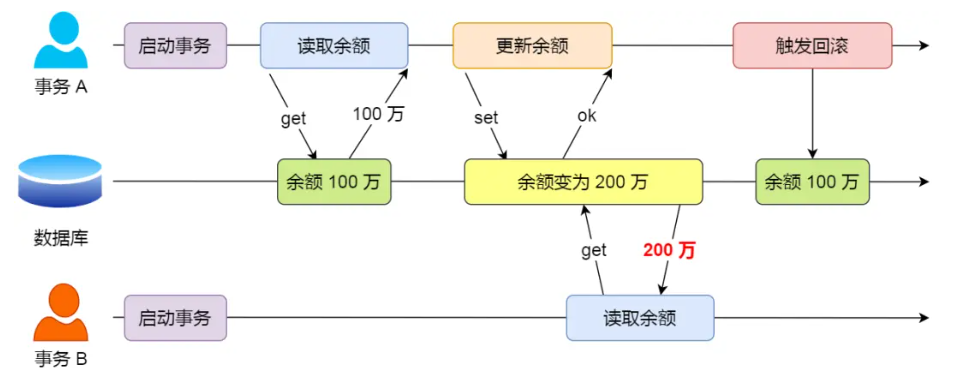 启动事务
读取余额
更新余额
触发回滚
事务 A
get
100 万
set
ok
余额 100 万
余额变为 200 万
余额 100 万
数据库
get
200 万
启动事务
读取余额
事务 B